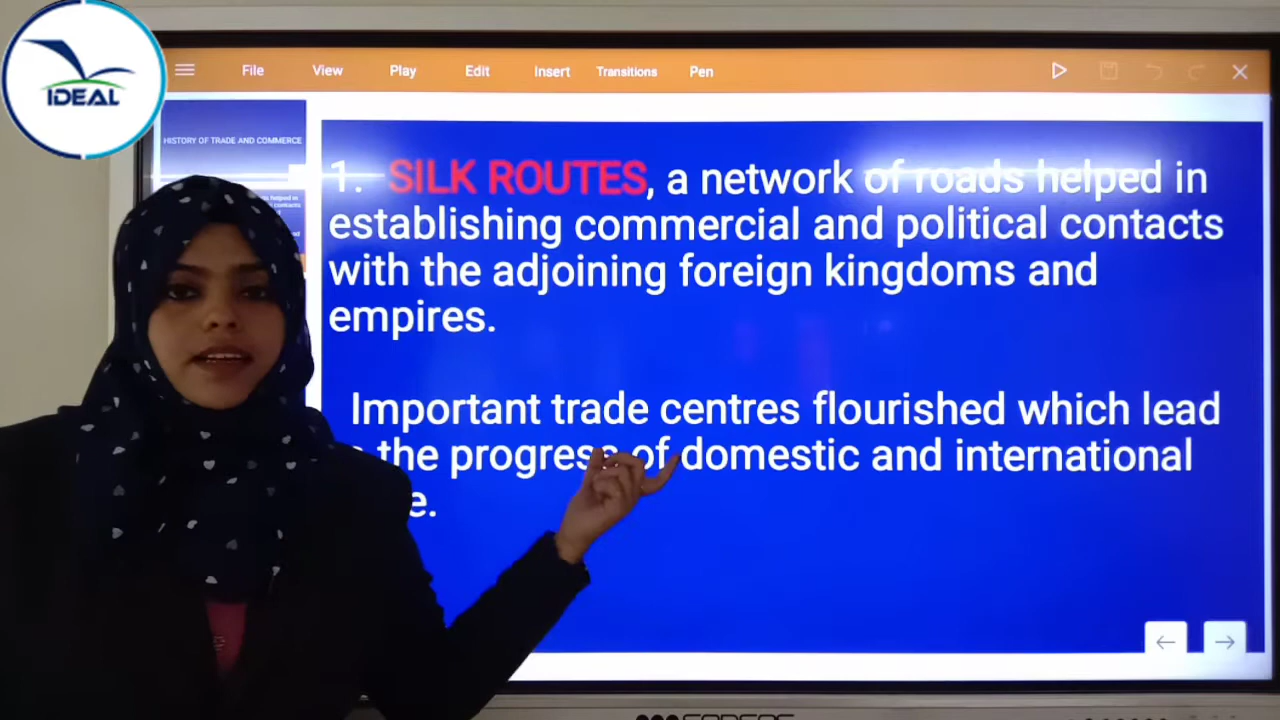 IDEAL
File View Play Edit Insert Transitions Pen
HISTORY OF TRADE AND COMMERCE
1. SILK ROUTES, a network of roads helped in
establishing commercial and political contacts
with the adjoining foreign kingdoms and
empires.
Important trade centres flourished which lead
the progress of domestic and international